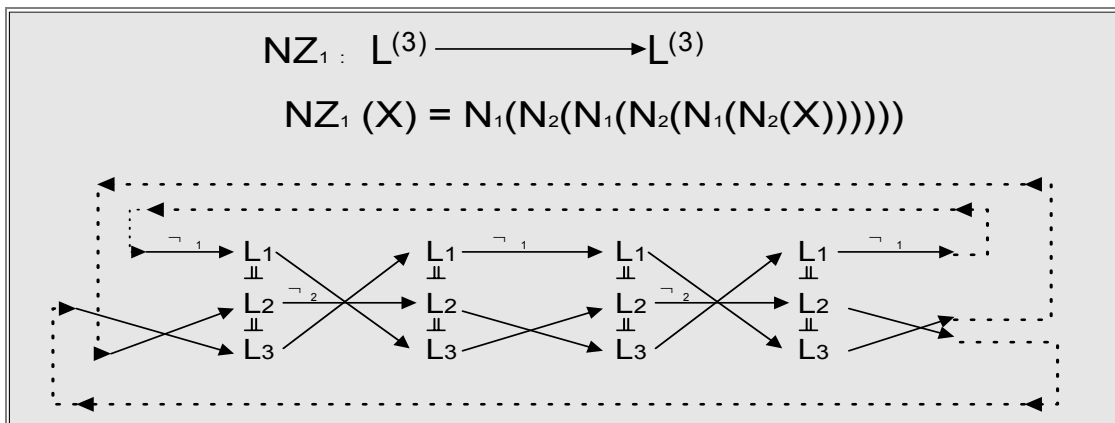 NZ₁ : L⁽³⁾ L⁽³⁾
NZ₁ (X) = N₁(N₂(N₁(N₂(N₁(N₂(X))))))
¬ ₁ L₁ L₁ ¬ ₁ L₁ L₁ ¬ ₁
⫫ ⫫ ⫫ ⫫
L₂ ¬ ₂ L₂ L₂ ¬ ₂ L₂
⫫ ⫫ ⫫ ⫫
L₃ L₃ L₃ L₃